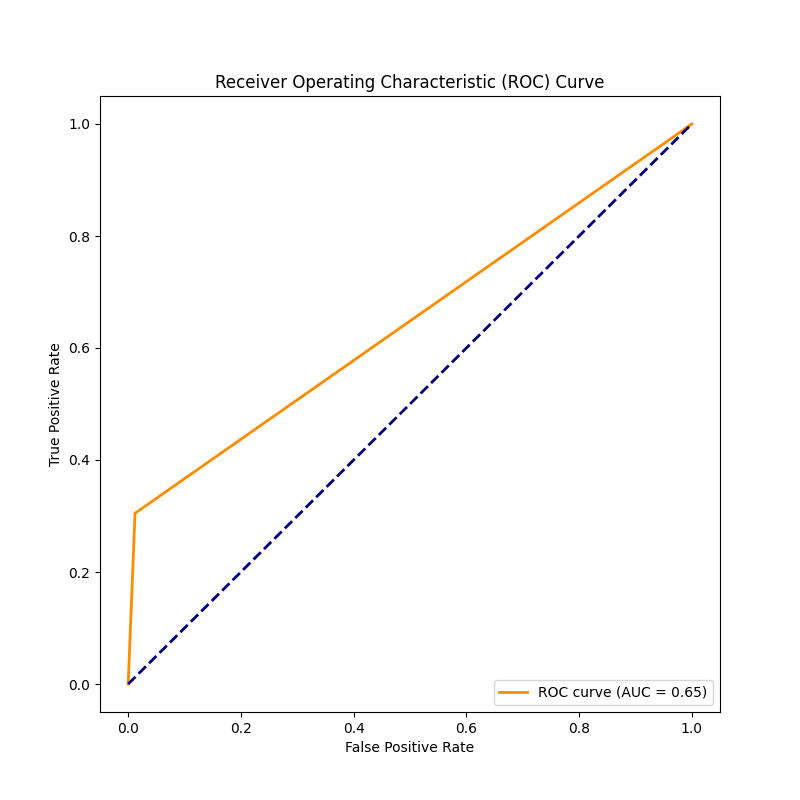 Receiver Operating Characteristic (ROC) Curve
1.0
0.8
0.6
0.4
0.2
0.0
True Positive Rate
ROC curve (AUC = 0.65)
0.0 0.2 0.4 0.6 0.8 1.0
False Positive Rate